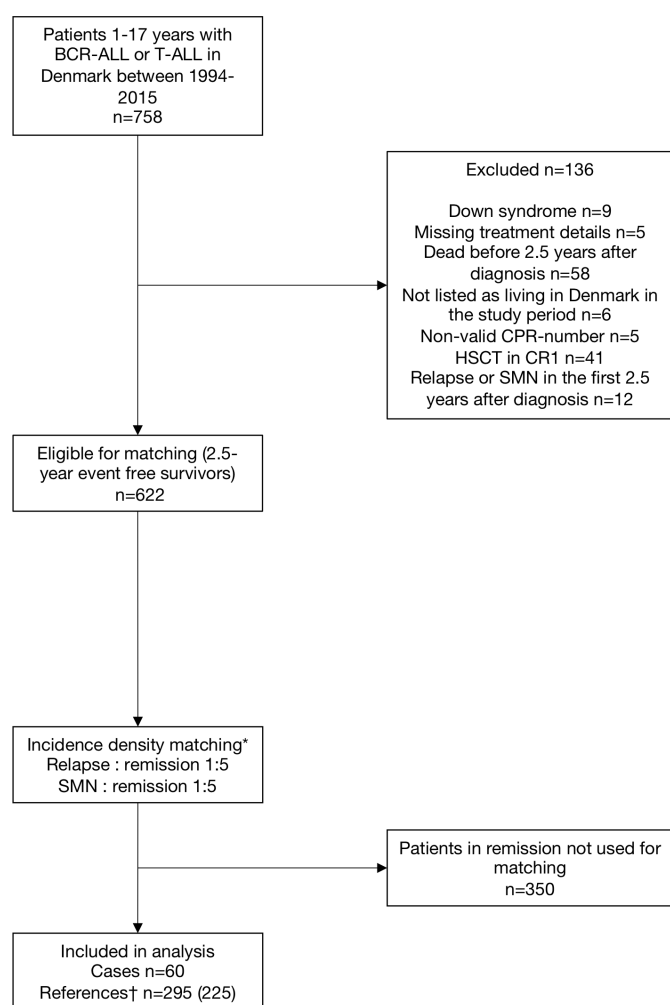 Patients 1-17 years with
BCR-ALL or T-ALL in
Denmark between 1994-
2015
n=758
Excluded n=136
Down syndrome n=9
Missing treatment details n=5
Dead before 2.5 years after
diagnosis n=58
Not listed as living in Denmark in
the study period n=6
Non-valid CPR-number n=5
HSCT in CR1 n=41
Relapse or SMN in the first 2.5
years after diagnosis n=12
Eligible for matching (2.5-
year event free survivors)
n=622
Incidence density matching*
Relapse : remission 1:5
SMN : remission 1:5
Patients in remission not used for
matching
n=350
Included in analysis
Cases n=60
References† n=295 (225)